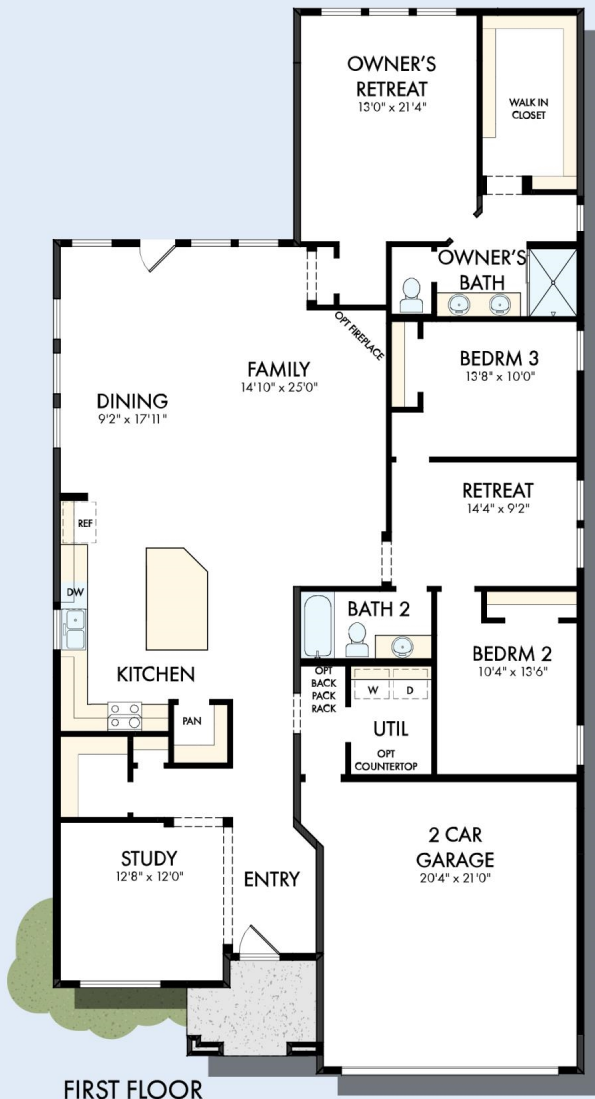 OWNER'S
RETREAT
13'0" x 21'4"
WALK IN
CLOSET
OWNER'S
BATH
OPT FIREPLACE
BEDRM 3
13'8" x 10'0"
FAMILY
14'10" x 25'0"
DINING
9'2" x 17'11"
RETREAT
14'4" x 9'2"
REF
DW
BATH 2
BEDRM 2
10'4" x 13'6"
KITCHEN
OPT
BACK
PACK
RACK
W D
PAN
UTIL
OPT
COUNTERTOP
2 CAR
GARAGE
20'4" x 21'0"
STUDY
12'8" x 12'0"
ENTRY
FIRST FLOOR